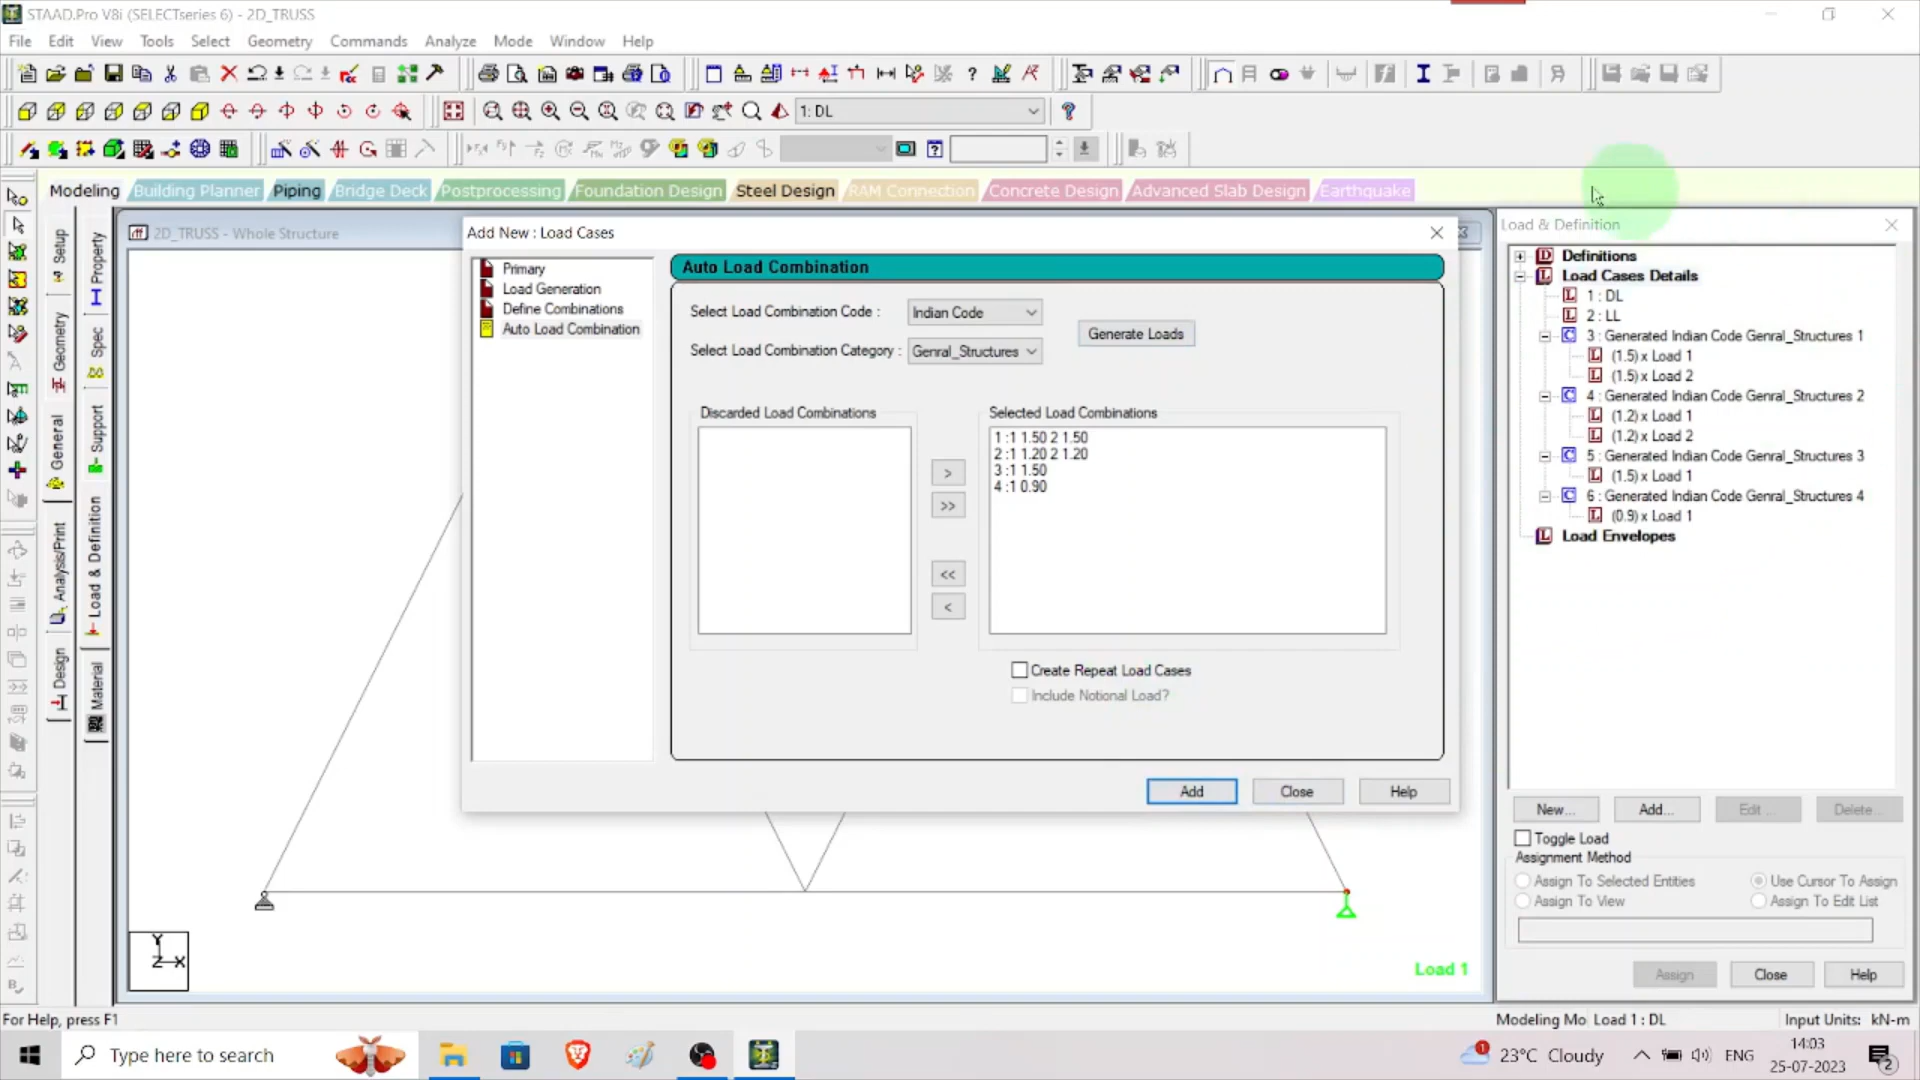 STAAD.Pro V8i (SELECTseries 6) - 2D_TRUSS
File Edit View Tools Select Geometry Commands Analyze Mode Window Help
1: DL
Modeling Building Planner Piping Bridge Deck Postprocessing Foundation Design Steel Design RAM Connection Concrete Design Advanced Slab Design Earthquake
Setup
Geometry
General
Analysis/Print
Design
Property
Spec
Support
Load & Definition
Material
2D_TRUSS - Whole Structure
Add New : Load Cases
Primary
Load Generation
Define Combinations
Auto Load Combination
Auto Load Combination
Select Load Combination Code :
Indian Code
Generate Loads
Select Load Combination Category :
Genral_Structures
Discarded Load Combinations
Selected Load Combinations
1 :1 1.50 2 1.50
2 :1 1.20 2 1.20
3 :1 1.50
4 :1 0.90
>
>>
<<
<
Create Repeat Load Cases
Include Notional Load?
Add
Close
Help
Y
Z X
Load 1
Load & Definition
Definitions
Load Cases Details
1 : DL
2 : LL
3 : Generated Indian Code Genral_Structures 1
(1.5) x Load 1
(1.5) x Load 2
4 : Generated Indian Code Genral_Structures 2
(1.2) x Load 1
(1.2) x Load 2
5 : Generated Indian Code Genral_Structures 3
(1.5) x Load 1
6 : Generated Indian Code Genral_Structures 4
(0.9) x Load 1
Load Envelopes
New... Add... Edit... Delete...
Toggle Load
Assignment Method
Assign To Selected Entities Use Cursor To Assign
Assign To View Assign To Edit List
Assign Close Help
For Help, press F1
Modeling Mo Load 1 : DL Input Units: kN-m
Type here to search
1
23°C Cloudy
ENG
14:03
25-07-2023
2